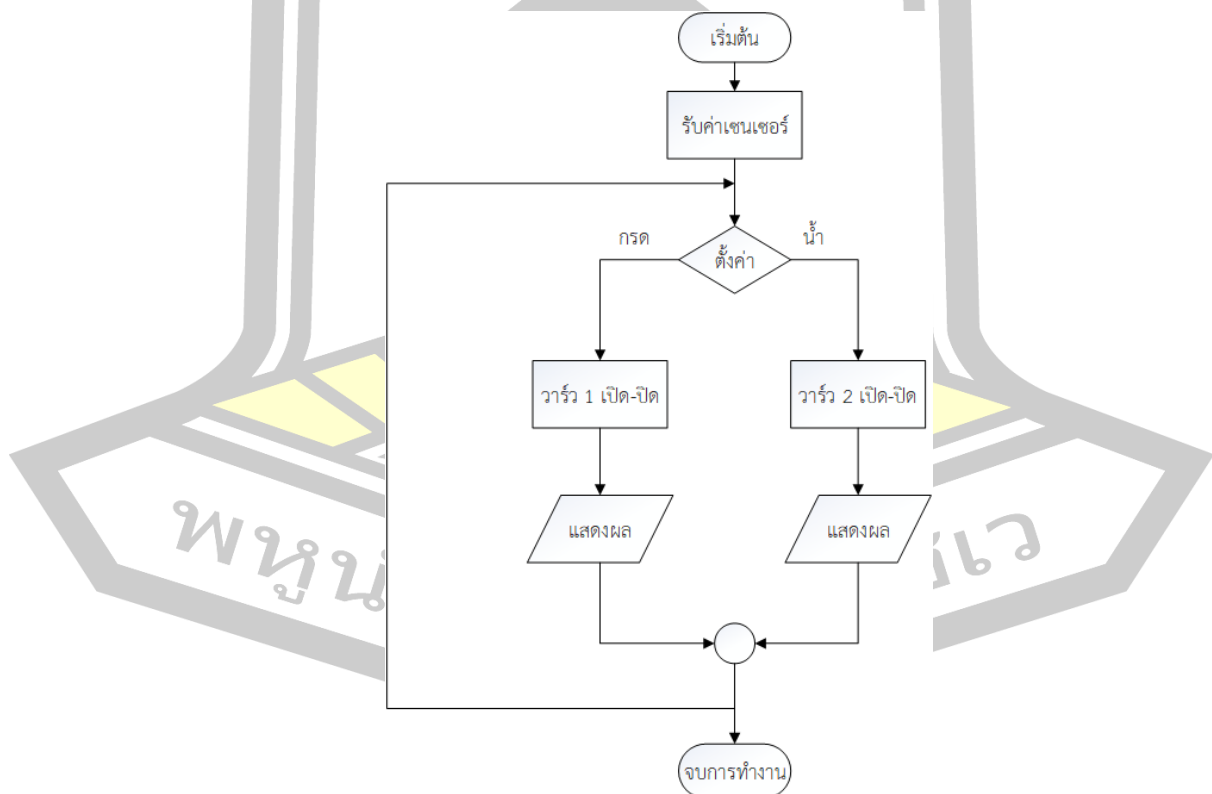 เริ่มต้น
รับค่าเซนเซอร์
กรด
น้ำ
ตั้งค่า
วาร์ว 1 เปิด-ปิด
วาร์ว 2 เปิด-ปิด
แสดงผล
แสดงผล
จบการทำงาน